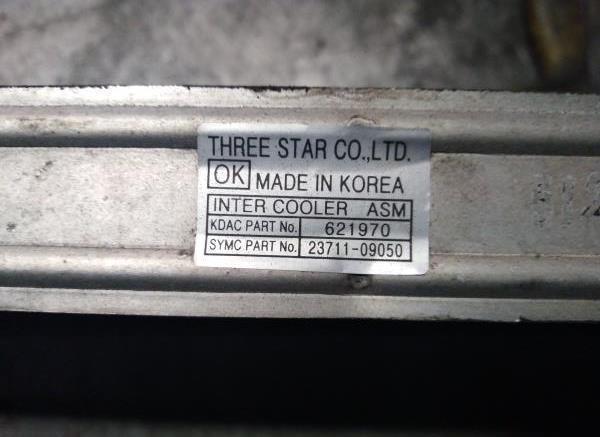 THREE STAR CO.,LTD.
OK MADE IN KOREA
INTER COOLER ASM
KDAC PART No. 621970
SYMC PART No. 23711-09050